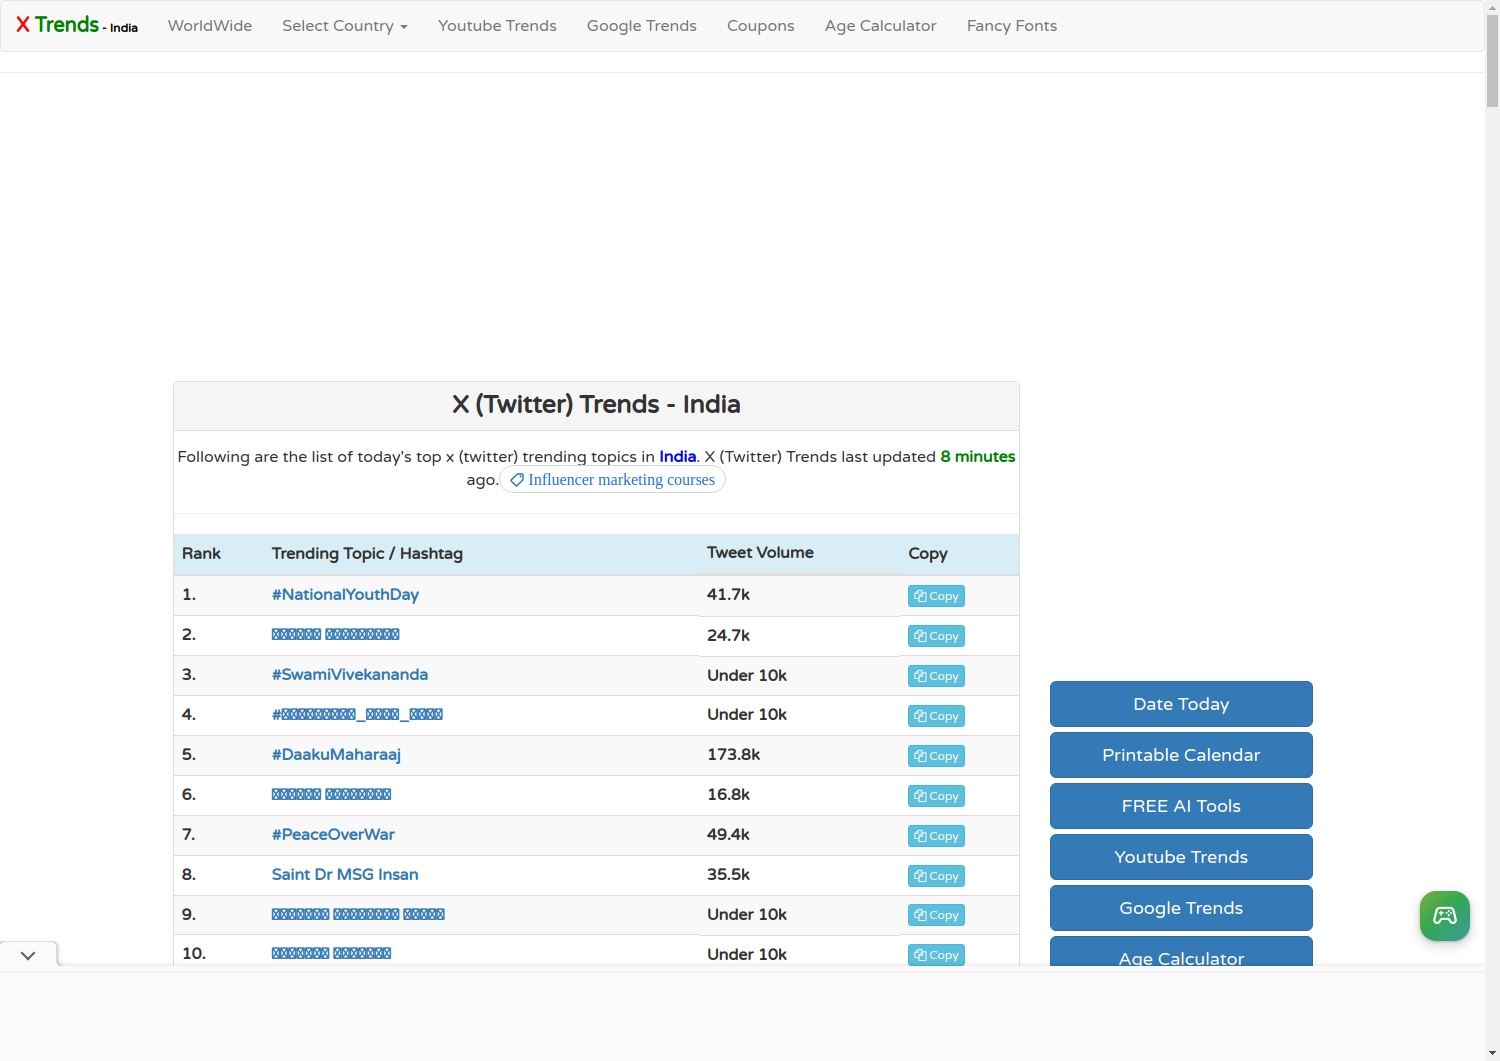 X Trends - India WorldWide Select Country Youtube Trends Google Trends Coupons Age Calculator Fancy Fonts
X (Twitter) Trends - India
Following are the list of today's top x (twitter) trending topics in India. X (Twitter) Trends last updated 8 minutes
ago. Influencer marketing courses
Rank Trending Topic / Hashtag Tweet Volume Copy
1. #NationalYouthDay 41.7k Copy
2. 24.7k Copy
3. #SwamiVivekananda Under 10k Copy
4. Under 10k Copy
5. #DaakuMaharaaj 173.8k Copy
6. 16.8k Copy
7. #PeaceOverWar 49.4k Copy
8. Saint Dr MSG Insan 35.5k Copy
9. Under 10k Copy
10. Under 10k Copy
Date Today
Printable Calendar
FREE AI Tools
Youtube Trends
Google Trends
Age Calculator